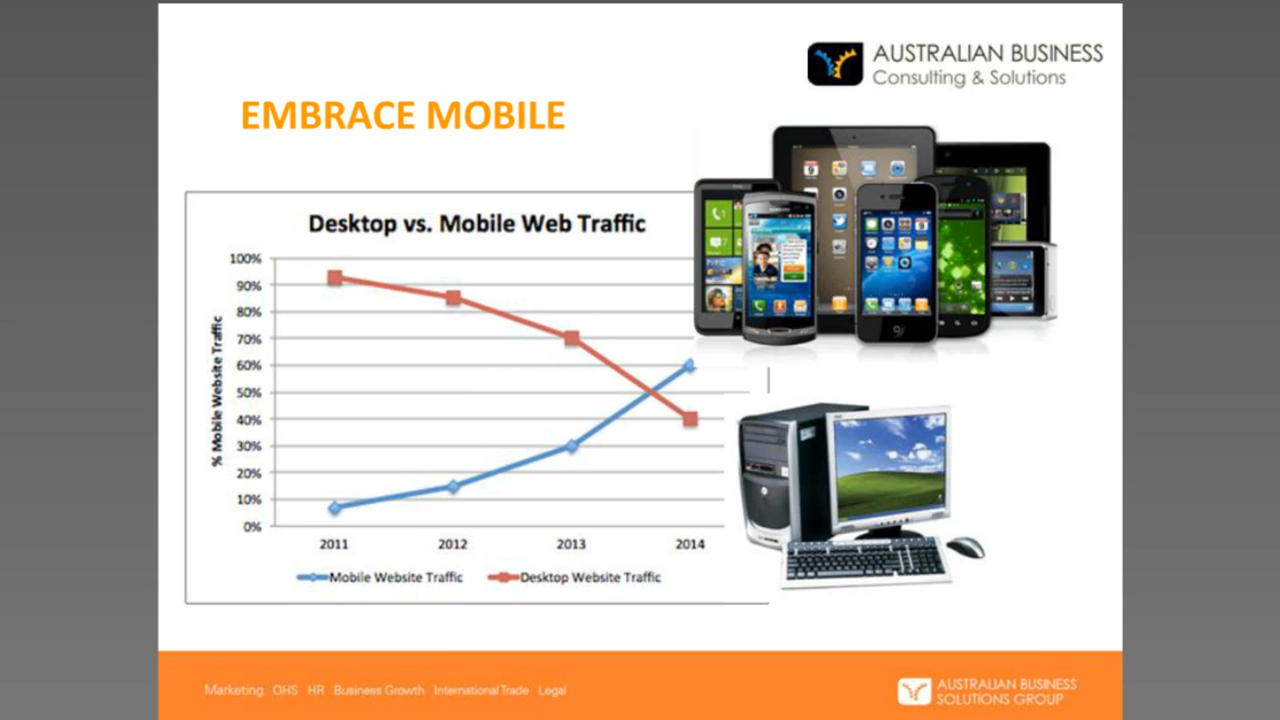 AUSTRALIAN BUSINESS
Consulting & Solutions
EMBRACE MOBILE
Desktop vs. Mobile Web Traffic
% Mobile Website Traffic
100%
90%
80%
70%
60%
50%
40%
30%
20%
10%
0%
2011 2012 2013 2014
Mobile Website Traffic Desktop Website Traffic
Marketing OHS HR Business Growth International Trade Legal
AUSTRALIAN BUSINESS
SOLUTIONS GROUP